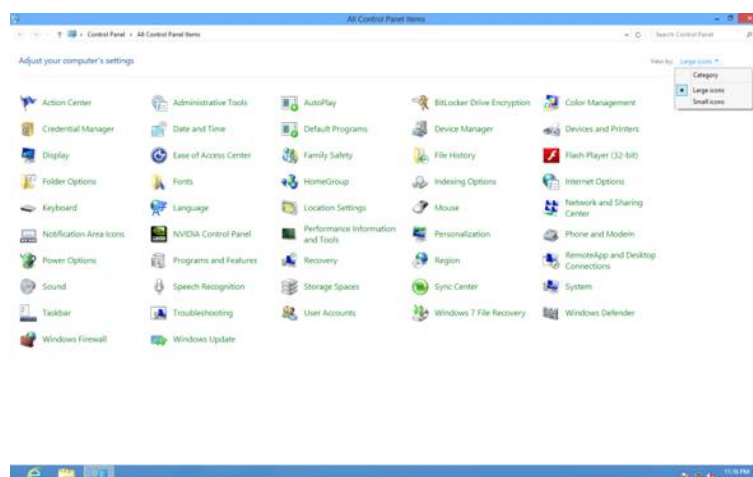 All Control Panel Items
Control Panel ▸ All Control Panel Items
Search Control Panel
Adjust your computer's settings
View by: Large icons
Category
Large icons
Small icons
Action Center
Administrative Tools
AutoPlay
BitLocker Drive Encryption
Color Management
Credential Manager
Date and Time
Default Programs
Device Manager
Devices and Printers
Display
Ease of Access Center
Family Safety
File History
Flash Player (32-bit)
Folder Options
Fonts
HomeGroup
Indexing Options
Internet Options
Keyboard
Language
Location Settings
Mouse
Network and Sharing
Center
Notification Area Icons
NVIDIA Control Panel
Performance Information
and Tools
Personalization
Phone and Modem
Power Options
Programs and Features
Recovery
Region
RemoteApp and Desktop
Connections
Sound
Speech Recognition
Storage Spaces
Sync Center
System
Taskbar
Troubleshooting
User Accounts
Windows 7 File Recovery
Windows Defender
Windows Firewall
Windows Update
11:16 PM